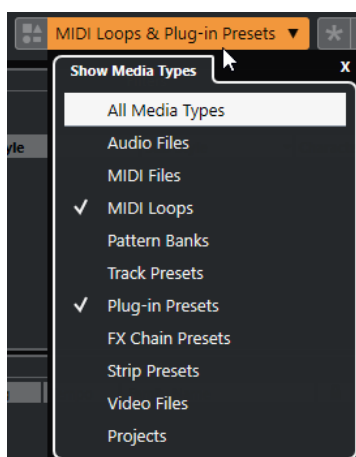 MIDI Loops & Plug-in Presets
Show Media Types X
All Media Types
yle
Audio Files
MIDI Files
MIDI Loops
Pattern Banks
Track Presets
Plug-in Presets
FX Chain Presets
Strip Presets
Video Files
Projects